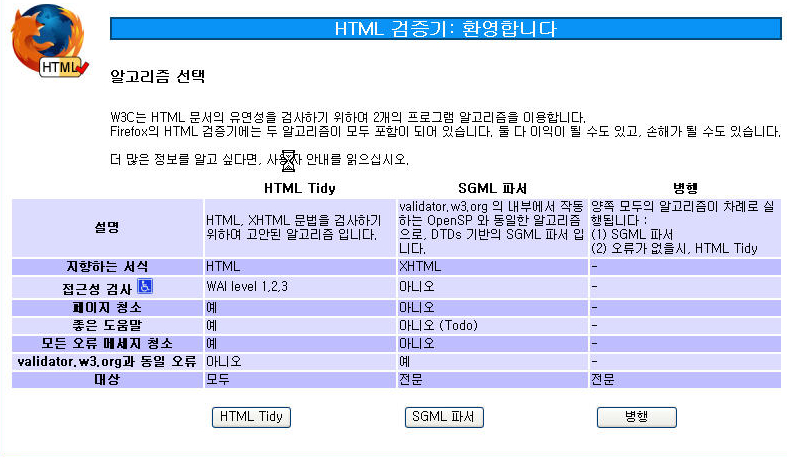 HTML 검증기: 환영합니다
HTML
알고리즘 선택
W3C는 HTML 문서의 유연성을 검사하기 위하여 2개의 프로그램 알고리즘을 이용합니다.
Firefox의 HTML 검증기에는 두 알고리즘이 모두 포함이 되어 있습니다. 둘 다 이익이 될 수도 있고, 손해가 될 수도 있습니다.
더 많은 정보를 알고 싶다면, 사용자 안내를 읽으십시오.
HTML Tidy SGML 파서 병행
설명
HTML, XHTML 문법을 검사하기
위하여 고안된 알고리즘 입니다.
validator.w3.org 의 내부에서 작동
하는 OpenSP 와 동일한 알고리즘
으로, DTDs 기반의 SGML 파서 입
니다.
양쪽 모두의 알고리즘이 차례로 실
행됩니다 :
(1) SGML 파서
(2) 오류가 없을시, HTML Tidy
지향하는 서식 HTML XHTML -
접근성 검사 WAI level 1,2,3 아니오 -
페이지 청소 예 아니오 -
좋은 도움말 예 아니오 (Todo) -
모든 오류 메세지 청소 예 아니오 -
validator.w3.org과 동일 오류 아니오 예 -
대상 모두 전문 전문
HTML Tidy SGML 파서 병행